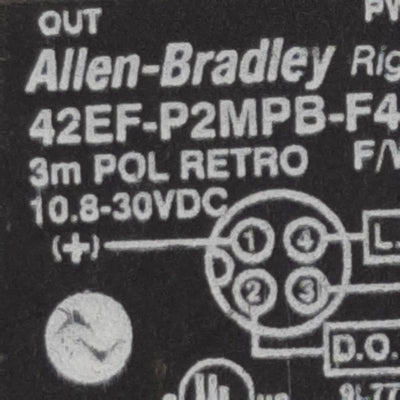 OUT
Allen-Bradley
42EF-P2MPB-F4
3m POL RETRO
10.8-30VDC
(+)
1 4
2 3
D.O.